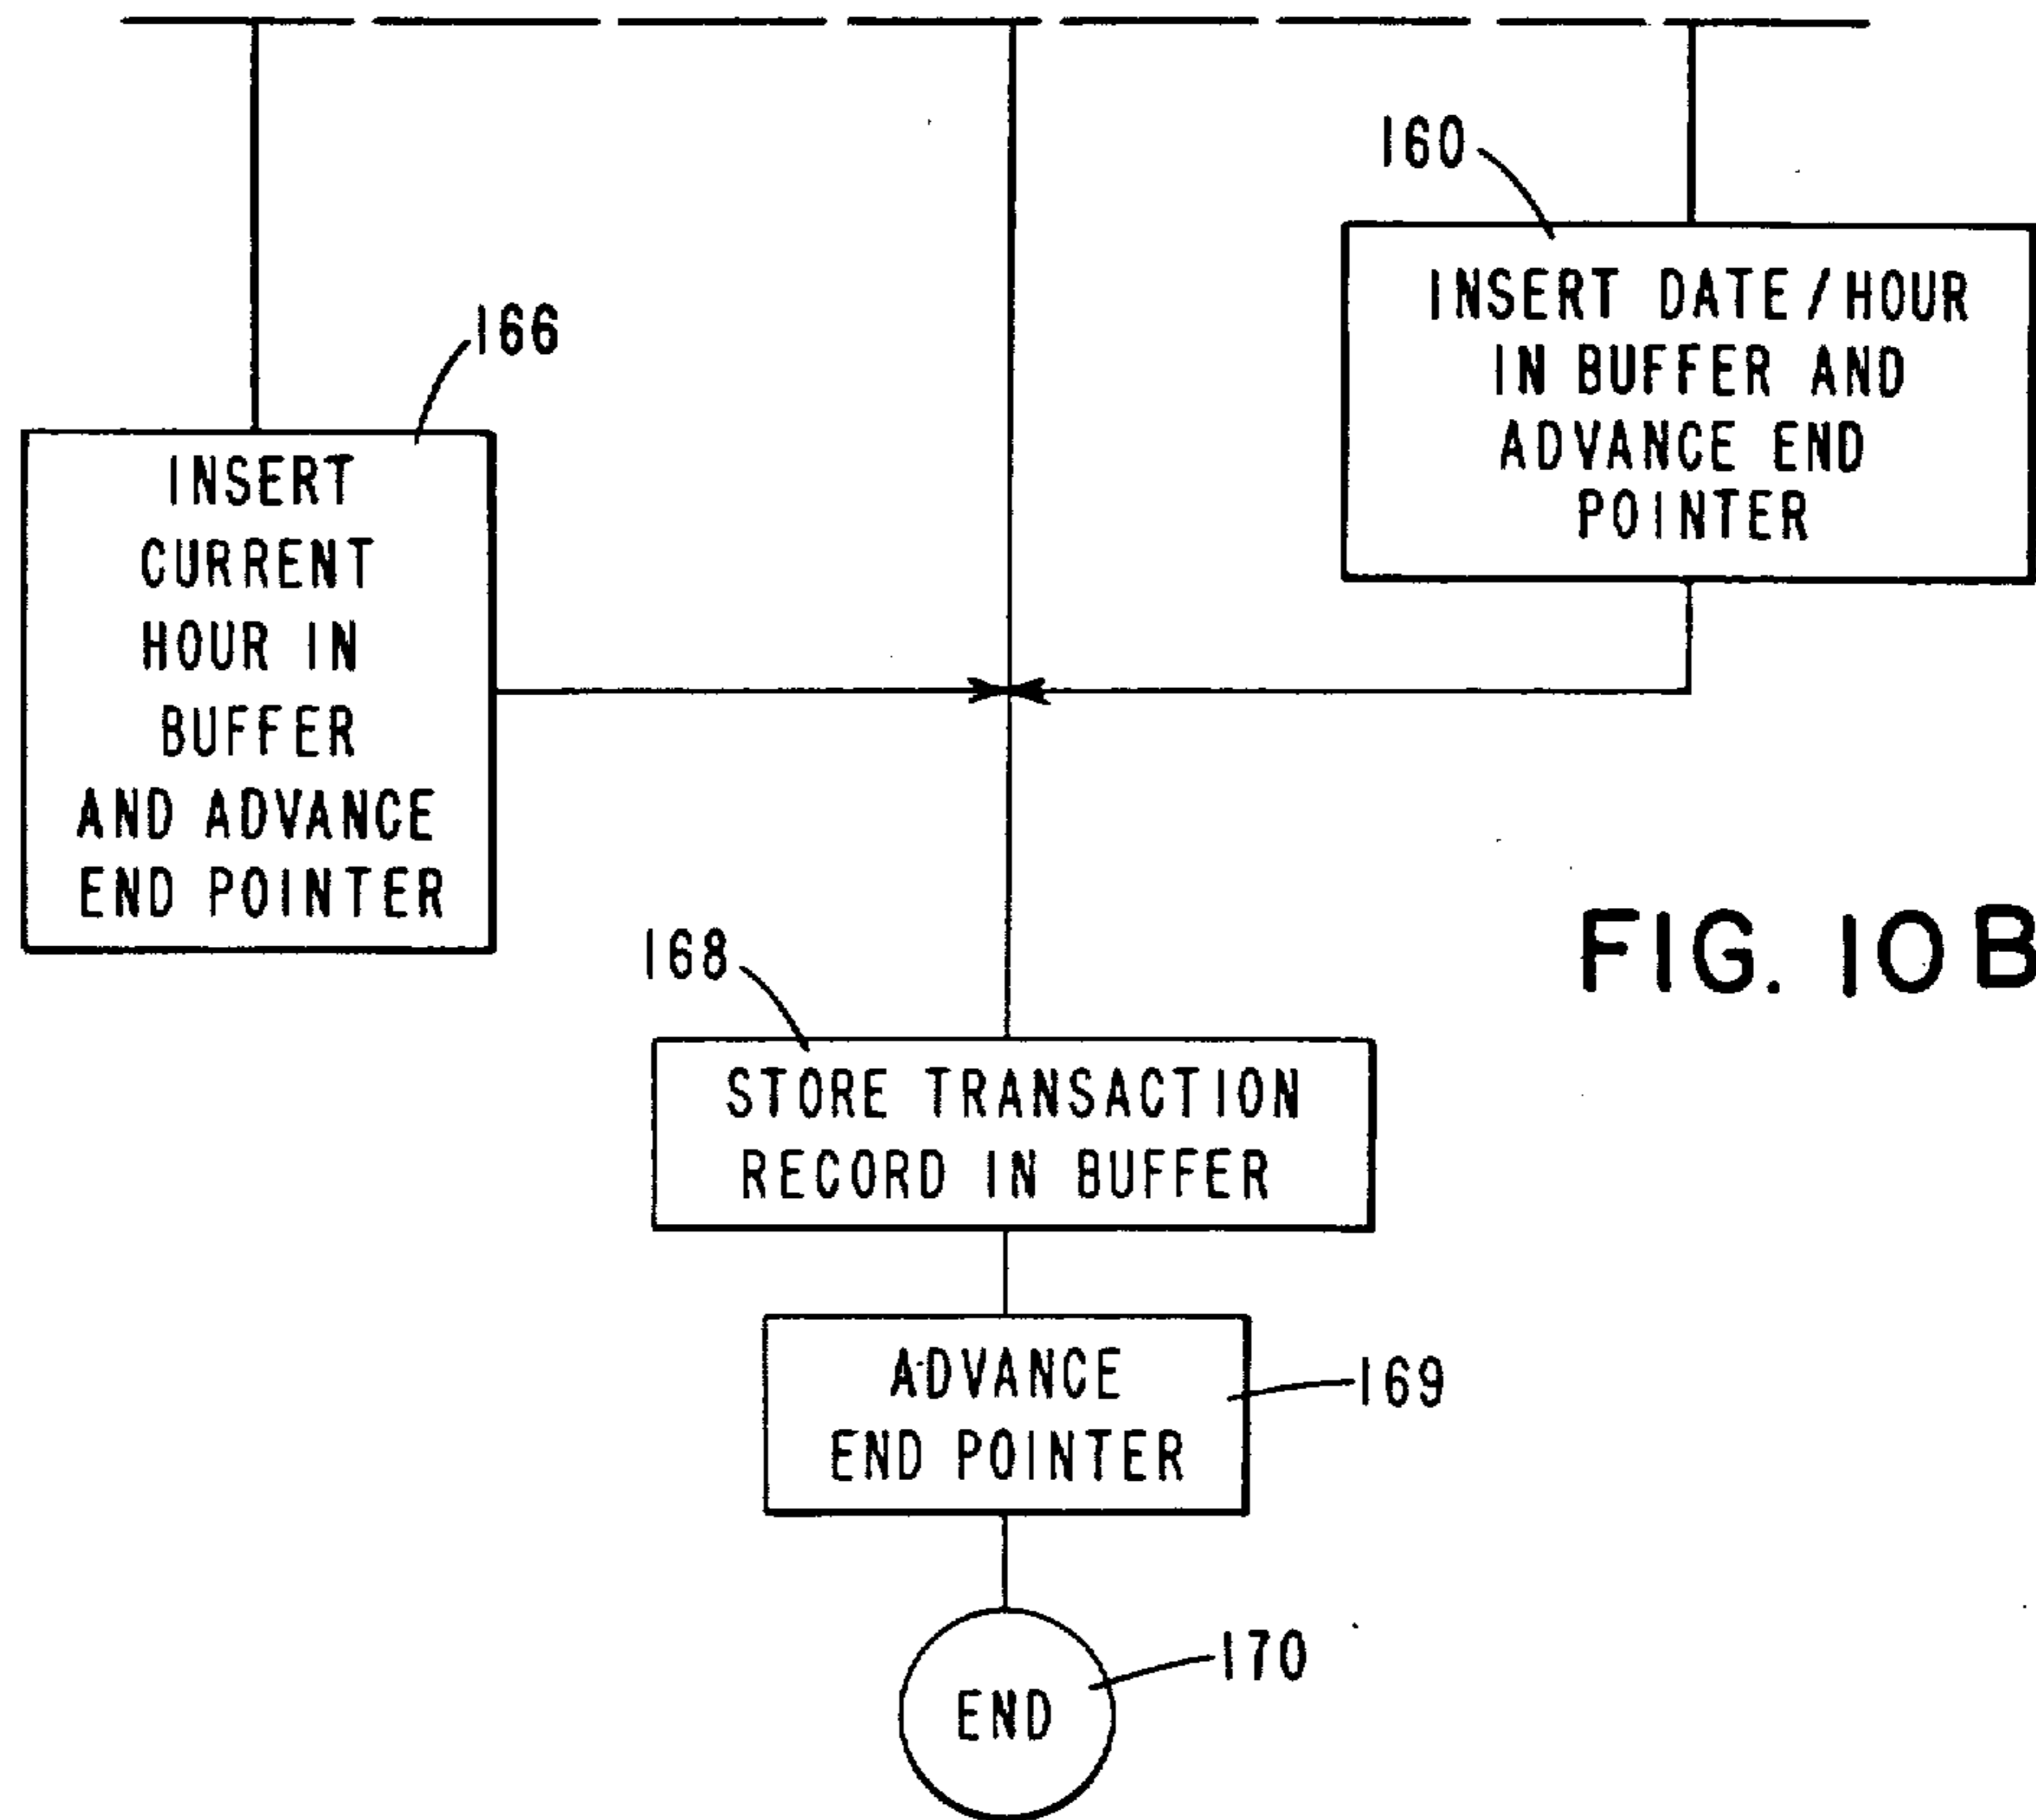 160
INSERT DATE/HOUR
IN BUFFER AND
ADVANCE END
POINTER
166
INSERT
CURRENT
HOUR IN
BUFFER
AND ADVANCE
END POINTER
FIG. 10B
168
STORE TRANSACTION
RECORD IN BUFFER
ADVANCE
END POINTER
169
170
END